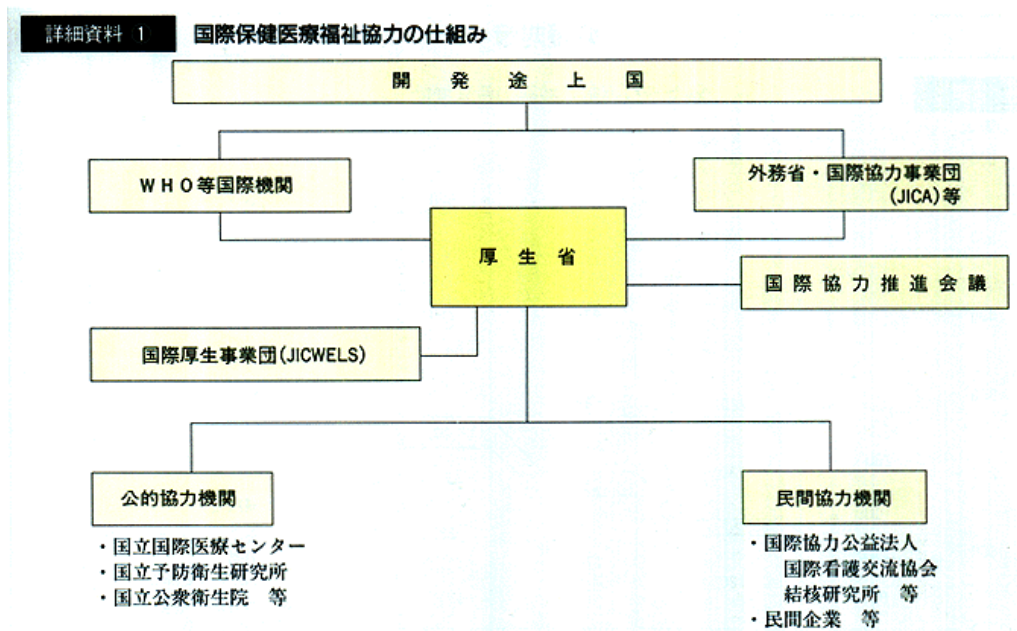 詳細資料 1
国際保健医療福祉協力の仕組み
開発途上国
WHO等国際機関
外務省・国際協力事業団
(JICA)等
厚生省
国際協力推進会議
国際厚生事業団(JICWELS)
公的協力機関
・国立国際医療センター
・国立予防衛生研究所
・国立公衆衛生院 等
民間協力機関
・国際協力公益法人
国際看護交流協会
結核研究所 等
・民間企業 等